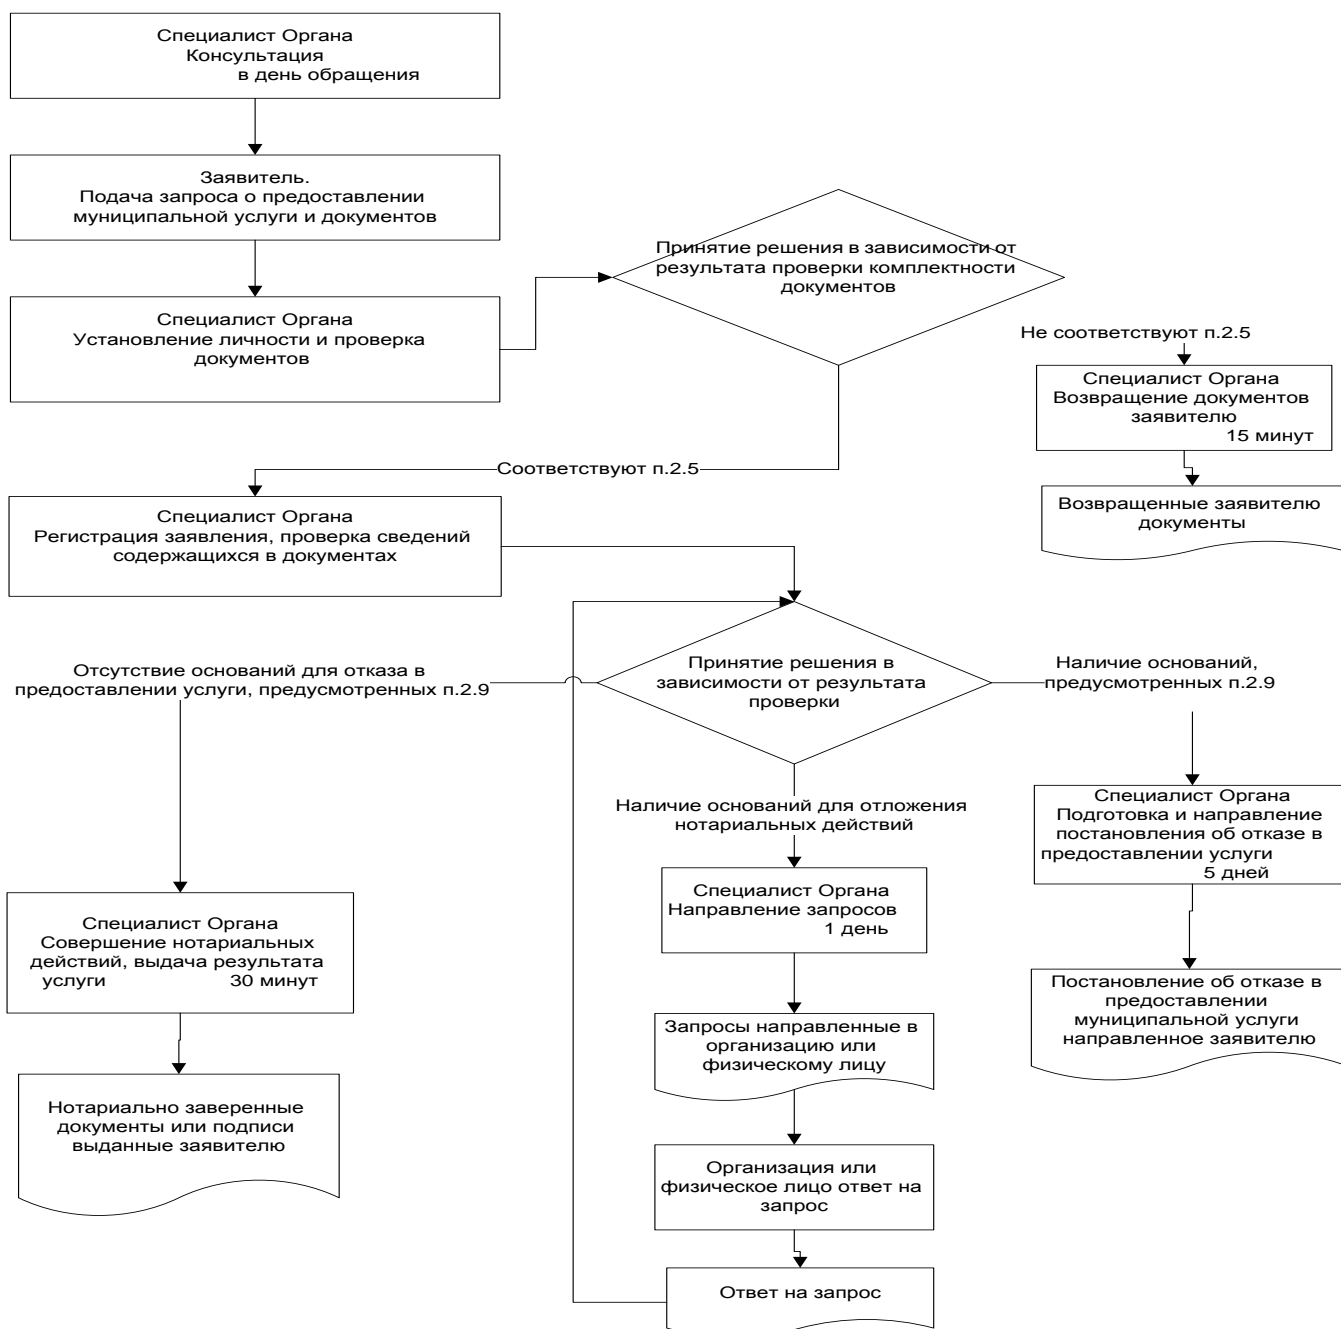 Специалист Органа
Консультация
в день обращения
Заявитель.
Подача запроса о предоставлении
муниципальной услуги и документов
Специалист Органа
Установление личности и проверка
документов
Принятие решения в зависимости от
результата проверки комплектности
документов
Не соответствуют п.2.5
Специалист Органа
Возвращение документов
заявителю
15 минут
Возвращенные заявителю
документы
Соответствуют п.2.5
Специалист Органа
Регистрация заявления, проверка сведений
содержащихся в документах
Принятие решения в
зависимости от результата
проверки
Отсутствие оснований для отказа в
предоставлении услуги, предусмотренных п.2.9
Наличие оснований,
предусмотренных п.2.9
Наличие оснований для отложения
нотариальных действий
Специалист Органа
Подготовка и направление
постановления об отказе в
предоставлении услуги
5 дней
Специалист Органа
Направление запросов
1 день
Специалист Органа
Совершение нотариальных
действий, выдача результата
услуги 30 минут
Постановление об отказе в
предоставлении
муниципальной услуги
направленное заявителю
Запросы направленные в
организацию или
физическому лицу
Нотариально заверенные
документы или подписи
выданные заявителю
Организация или
физическое лицо ответ на
запрос
Ответ на запрос